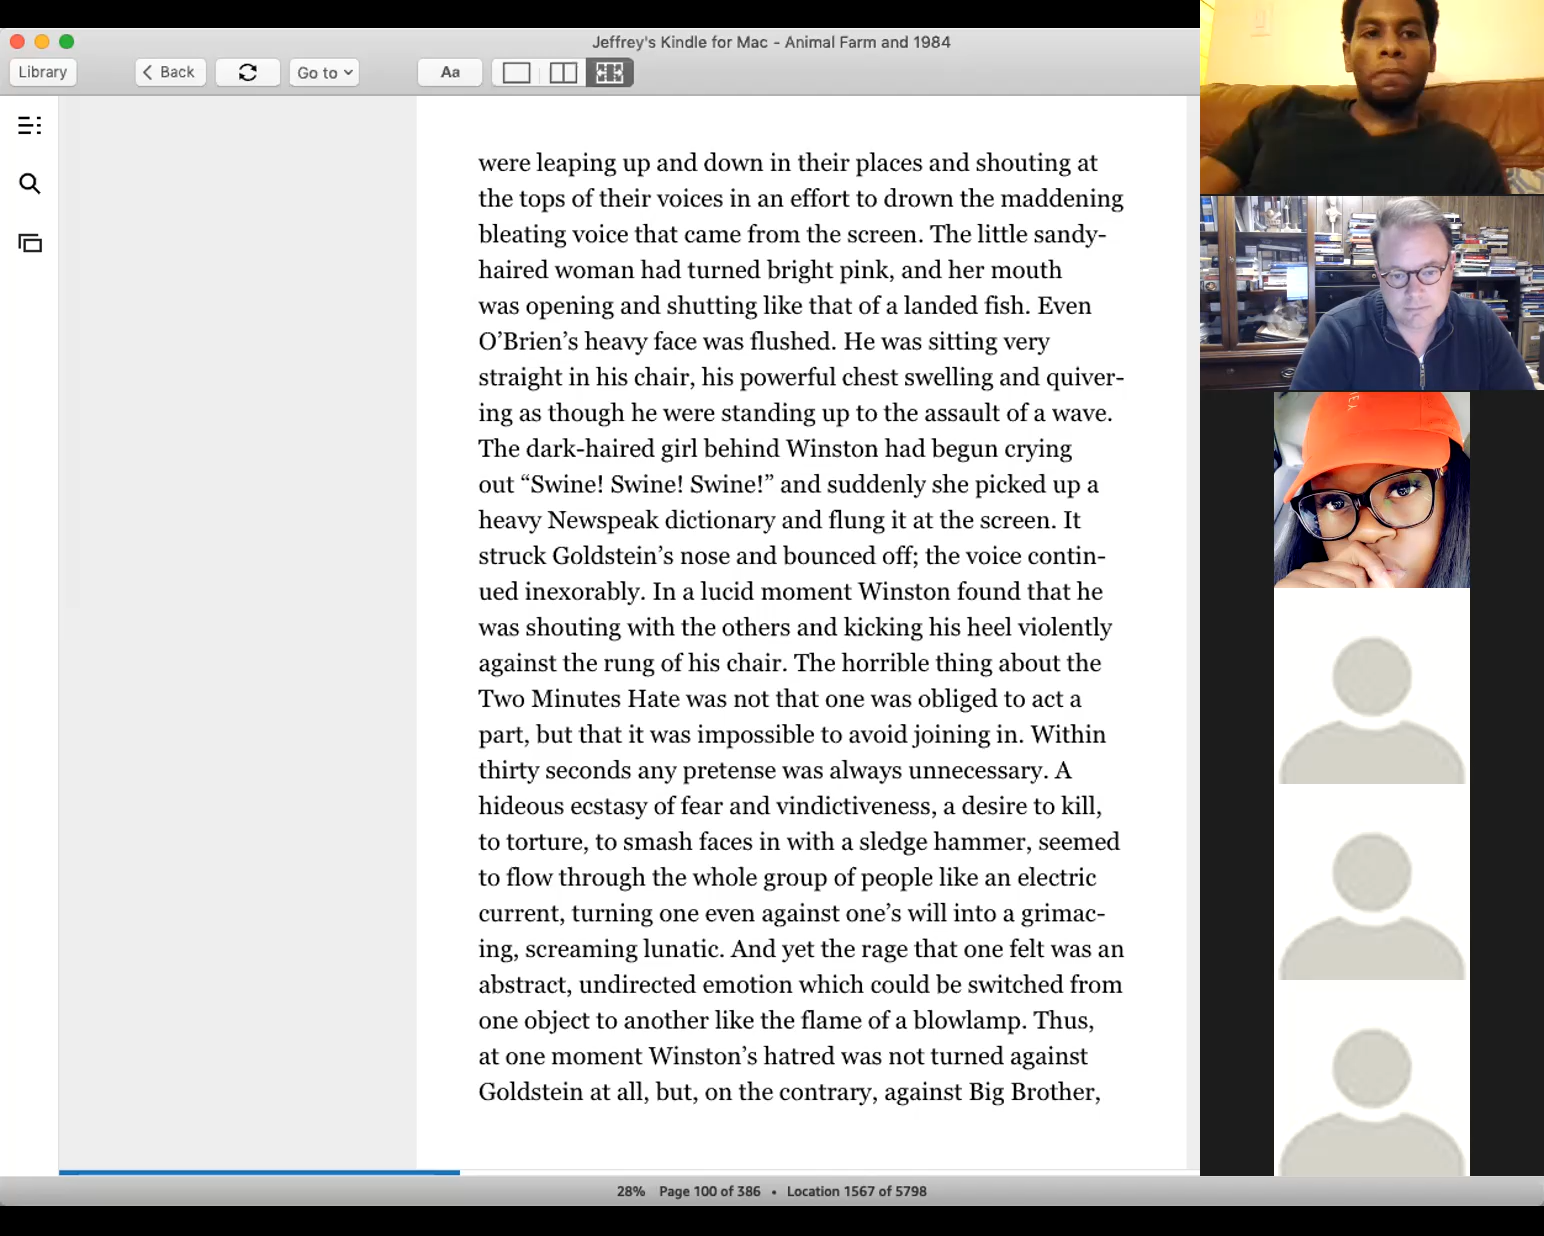 Jeffrey's Kindle for Mac - Animal Farm and 1984
Library
Back
Go to
Aa
were leaping up and down in their places and shouting at
the tops of their voices in an effort to drown the maddening
bleating voice that came from the screen. The little sandy-
haired woman had turned bright pink, and her mouth
was opening and shutting like that of a landed fish. Even
O’Brien’s heavy face was flushed. He was sitting very
straight in his chair, his powerful chest swelling and quiver-
ing as though he were standing up to the assault of a wave.
The dark-haired girl behind Winston had begun crying
out “Swine! Swine! Swine!” and suddenly she picked up a
heavy Newspeak dictionary and flung it at the screen. It
struck Goldstein’s nose and bounced off; the voice contin-
ued inexorably. In a lucid moment Winston found that he
was shouting with the others and kicking his heel violently
against the rung of his chair. The horrible thing about the
Two Minutes Hate was not that one was obliged to act a
part, but that it was impossible to avoid joining in. Within
thirty seconds any pretense was always unnecessary. A
hideous ecstasy of fear and vindictiveness, a desire to kill,
to torture, to smash faces in with a sledge hammer, seemed
to flow through the whole group of people like an electric
current, turning one even against one’s will into a grimac-
ing, screaming lunatic. And yet the rage that one felt was an
abstract, undirected emotion which could be switched from
one object to another like the flame of a blowlamp. Thus,
at one moment Winston’s hatred was not turned against
Goldstein at all, but, on the contrary, against Big Brother,
28% Page 100 of 386 • Location 1567 of 5798